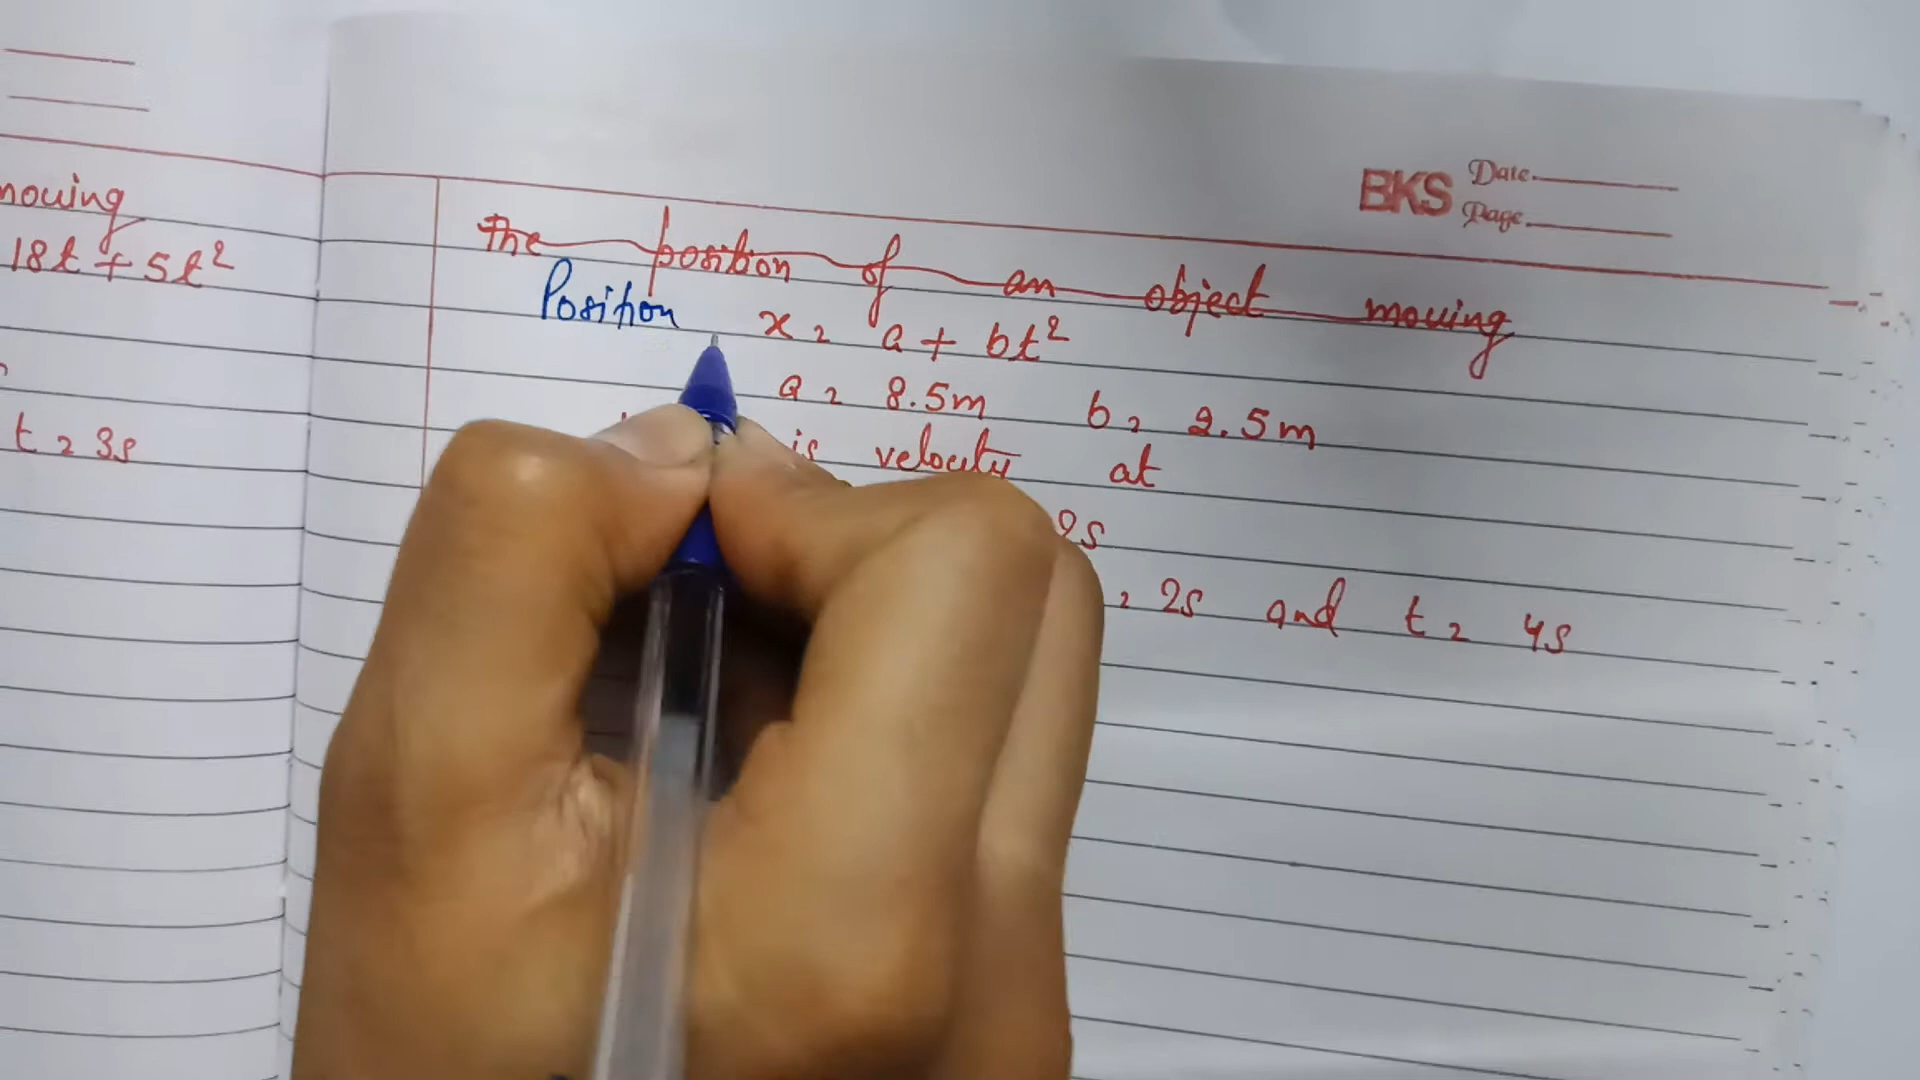 mowing
18t + 5t²
t = 3s
BKS Date
Page
The position of an object moving
Position x = a + bt²
a = 8.5m b = 2.5m
is velocity at
2s
= 2s and t = 4s